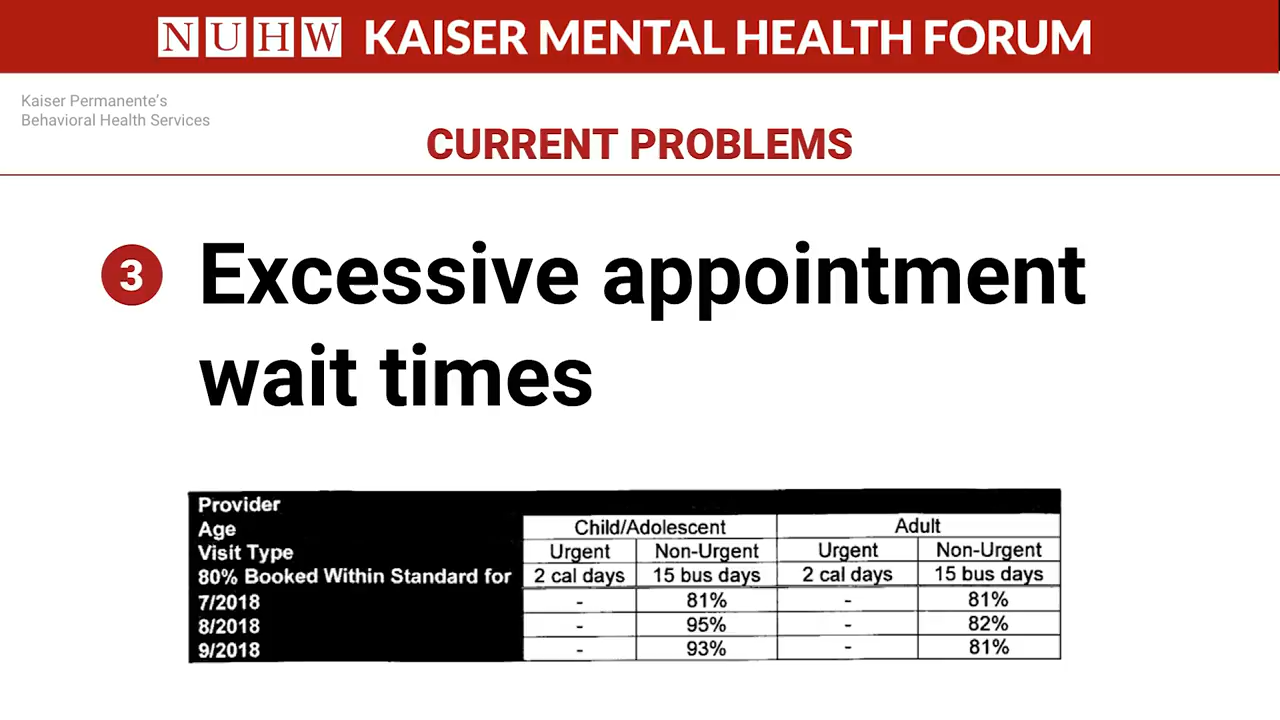 NUHW KAISER MENTAL HEALTH FORUM
Kaiser Permanente’s
Behavioral Health Services
CURRENT PROBLEMS
3 Excessive appointment
wait times
Provider
Age Child/Adolescent Adult
Visit Type Urgent Non-Urgent Urgent Non-Urgent
80% Booked Within Standard for 2 cal days 15 bus days 2 cal days 15 bus days
7/2018 - 81% - 81%
8/2018 - 95% - 82%
9/2018 - 93% - 81%